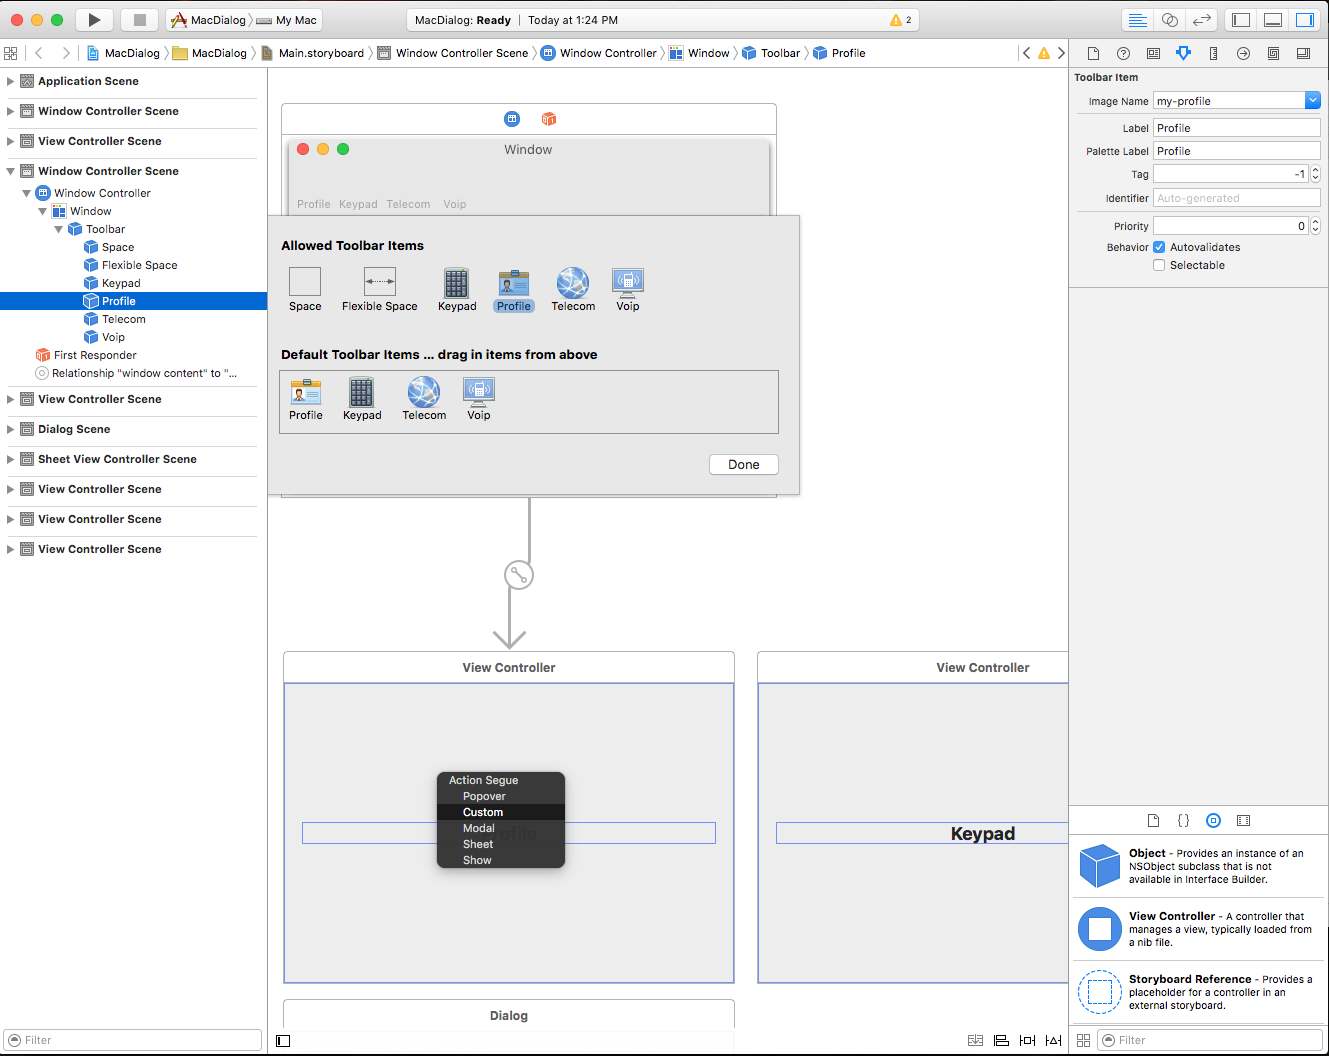 MacDialog My Mac
MacDialog: Ready Today at 1:24 PM
2
MacDialog MacDialog Main.storyboard Window Controller Scene Window Controller Window Toolbar Profile
Application Scene
Window Controller Scene
View Controller Scene
Window Controller Scene
Window Controller
Window
Toolbar
Space
Flexible Space
Keypad
Profile
Telecom
Voip
First Responder
Relationship "window content" to "...
View Controller Scene
Dialog Scene
Sheet View Controller Scene
View Controller Scene
View Controller Scene
View Controller Scene
Filter
Window
Profile Keypad Telecom Voip
Allowed Toolbar Items
Space Flexible Space Keypad Profile Telecom Voip
Default Toolbar Items ... drag in items from above
Profile Keypad Telecom Voip
Done
View Controller
Action Segue
Popover
Custom
Modal
Sheet
Show
Profile
View Controller
Keypad
Dialog
Toolbar Item
Image Name my-profile
Label Profile
Palette Label Profile
Tag -1
Identifier Auto-generated
Priority 0
Behavior Autovalidates
Selectable
{ }
Object - Provides an instance of an
NSObject subclass that is not
available in Interface Builder.
View Controller - A controller that
manages a view, typically loaded from
a nib file.
Storyboard Reference - Provides a
placeholder for a controller in an
external storyboard.
Filter